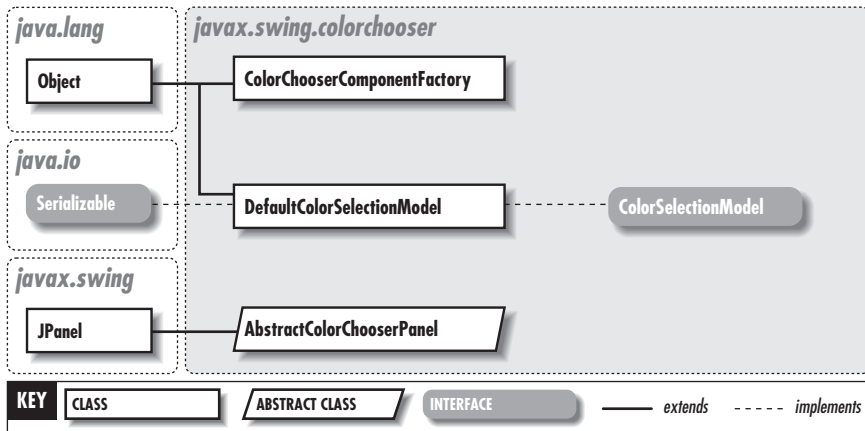 java.lang
javax.swing.colorchooser
Object
ColorChooserComponentFactory
java.io
Serializable
DefaultColorSelectionModel
ColorSelectionModel
javax.swing
JPanel
AbstractColorChooserPanel
KEY
CLASS
ABSTRACT CLASS
INTERFACE
extends
implements